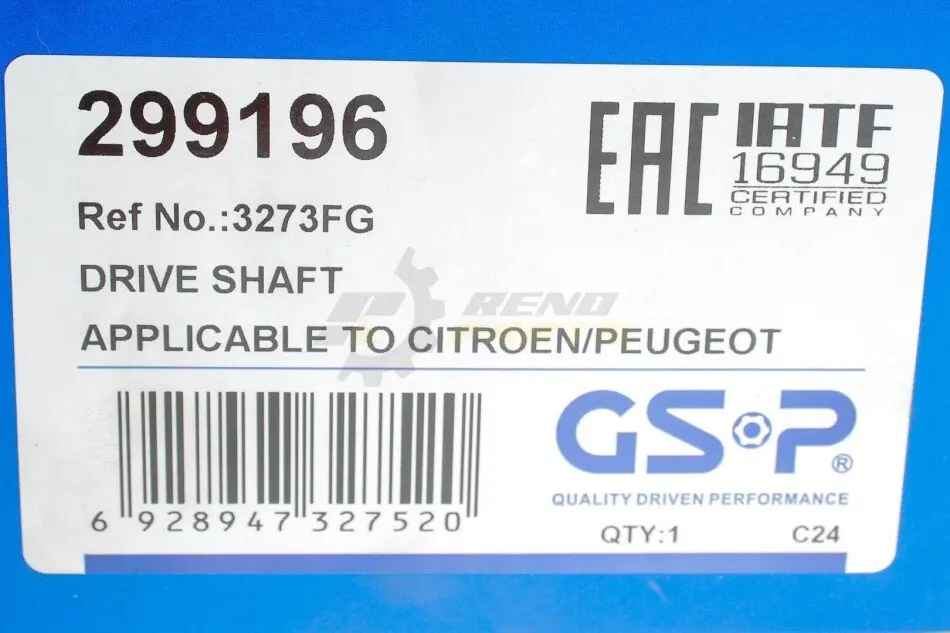 299196
EAC
IATF
16949
CERTIFIED
COMPANY
Ref No.:3273FG
DRIVE SHAFT
RENO
APPLICABLE TO CITROEN/PEUGEOT
GSP®
QUALITY DRIVEN PERFORMANCE
6 928947 327520
QTY:1
C24